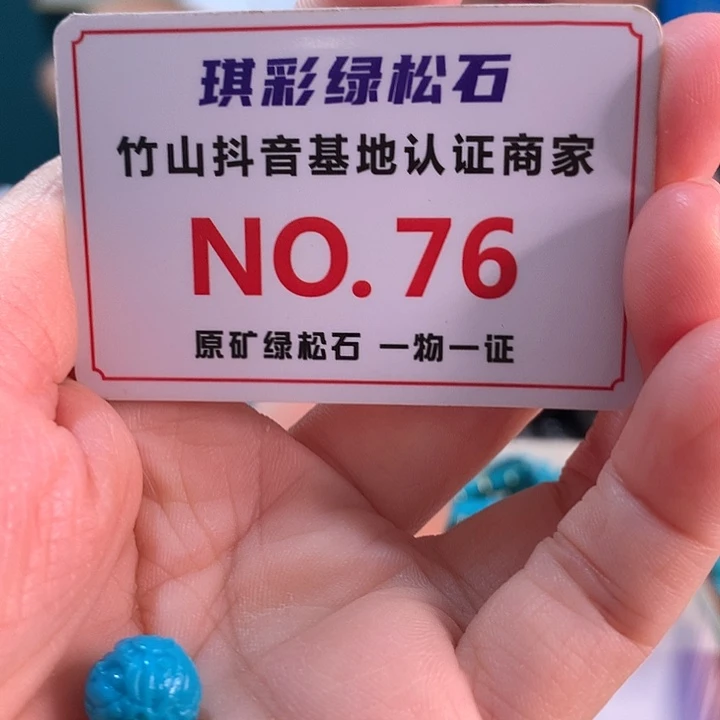 琪彩绿松石
竹山抖音基地认证商家
NO.76
原矿绿松石 一物一证